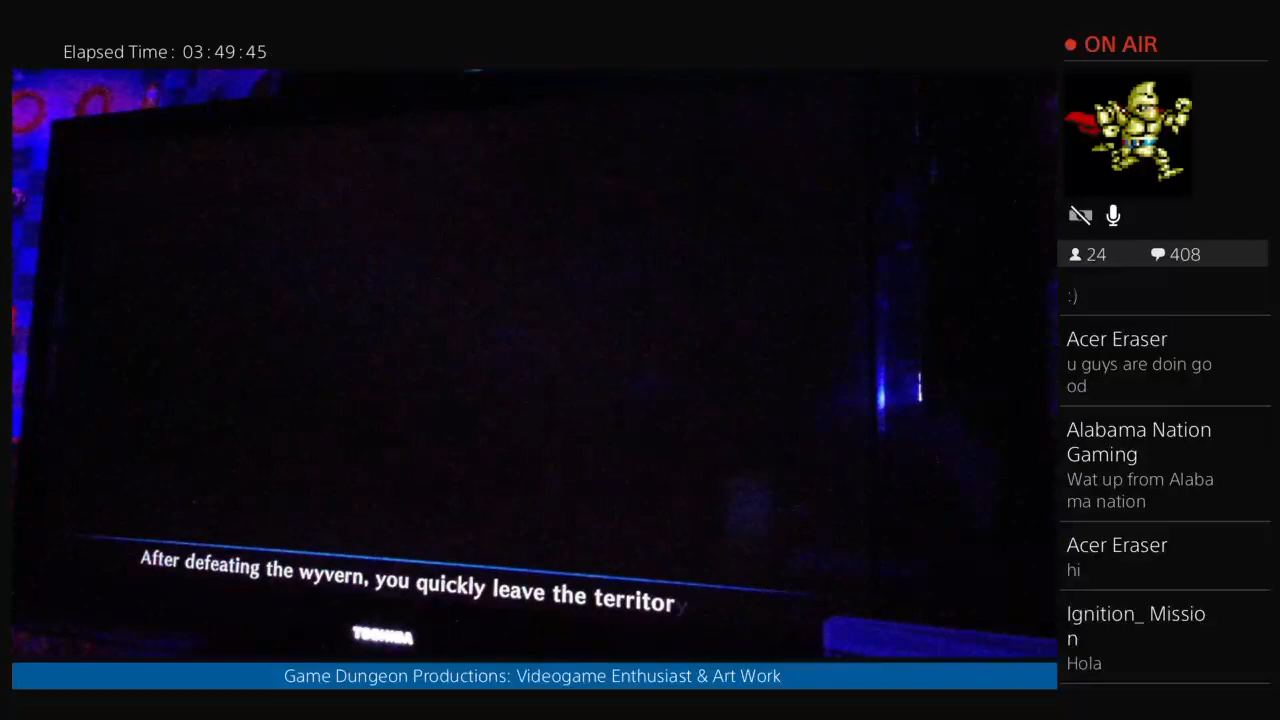 Elapsed Time: 03:49:45
ON AIR
24 408
:)
Acer Eraser
u guys are doin go
od
Alabama Nation
Gaming
Wat up from Alaba
ma nation
Acer Eraser
hi
Ignition_ Missio
n
Hola
After defeating the wyvern, you quickly leave the territory
TOSHIBA
Game Dungeon Productions: Videogame Enthusiast & Art Work